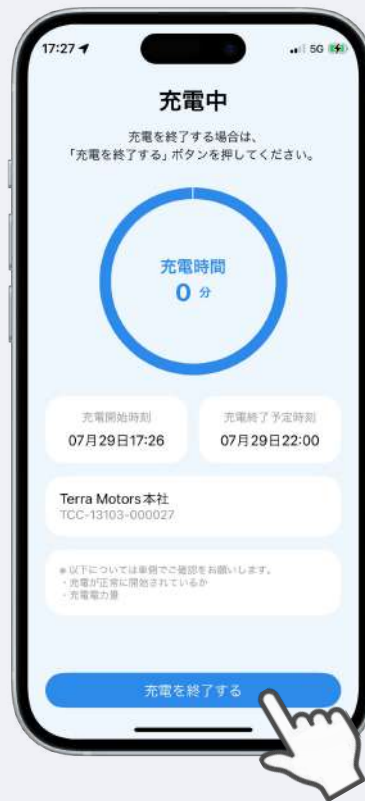 17:27
5G
充電中
充電を終了する場合は、
「充電を終了する」ボタンを押してください。
充電時間
0 分
充電開始時刻
07月29日17:26
充電終了予定時刻
07月29日22:00
Terra Motors本社
TCC-13103-000027
※以下については車側でご確認をお願いします。
・充電が正常に開始されているか
・充電電力量
充電を終了する